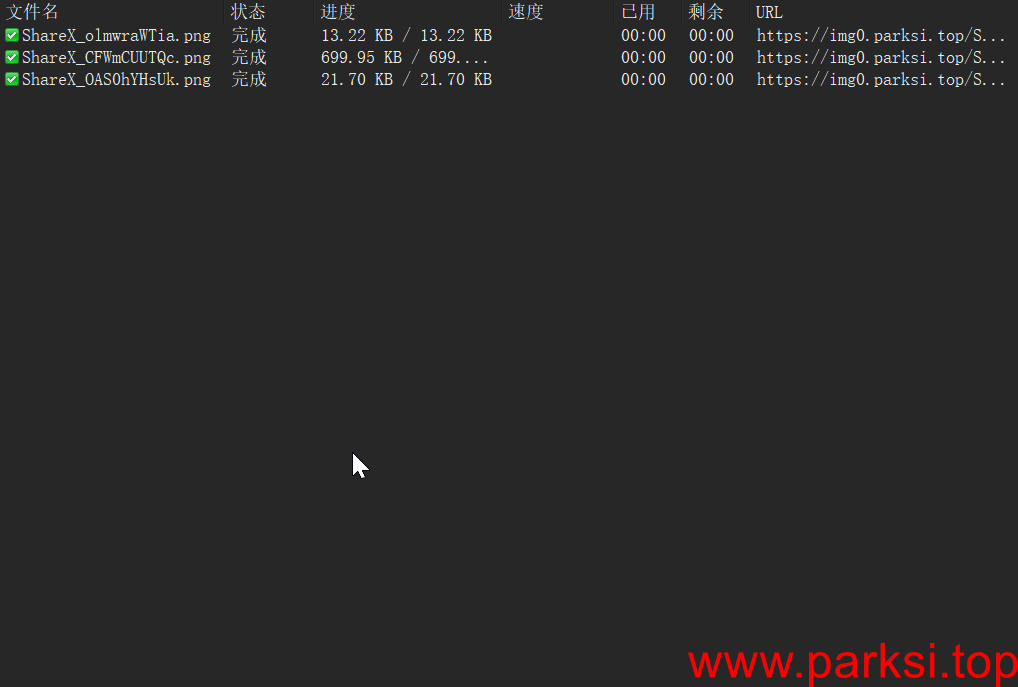 文件名 状态 进度 速度 已用 剩余 URL
ShareX_olmwraWTia.png 完成 13.22 KB / 13.22 KB 00:00 00:00 https://img0.parksi.top/S...
ShareX_CFWmCUUTQc.png 完成 699.95 KB / 699.... 00:00 00:00 https://img0.parksi.top/S...
ShareX_OAS0hYHsUk.png 完成 21.70 KB / 21.70 KB 00:00 00:00 https://img0.parksi.top/S...
www.parksi.top